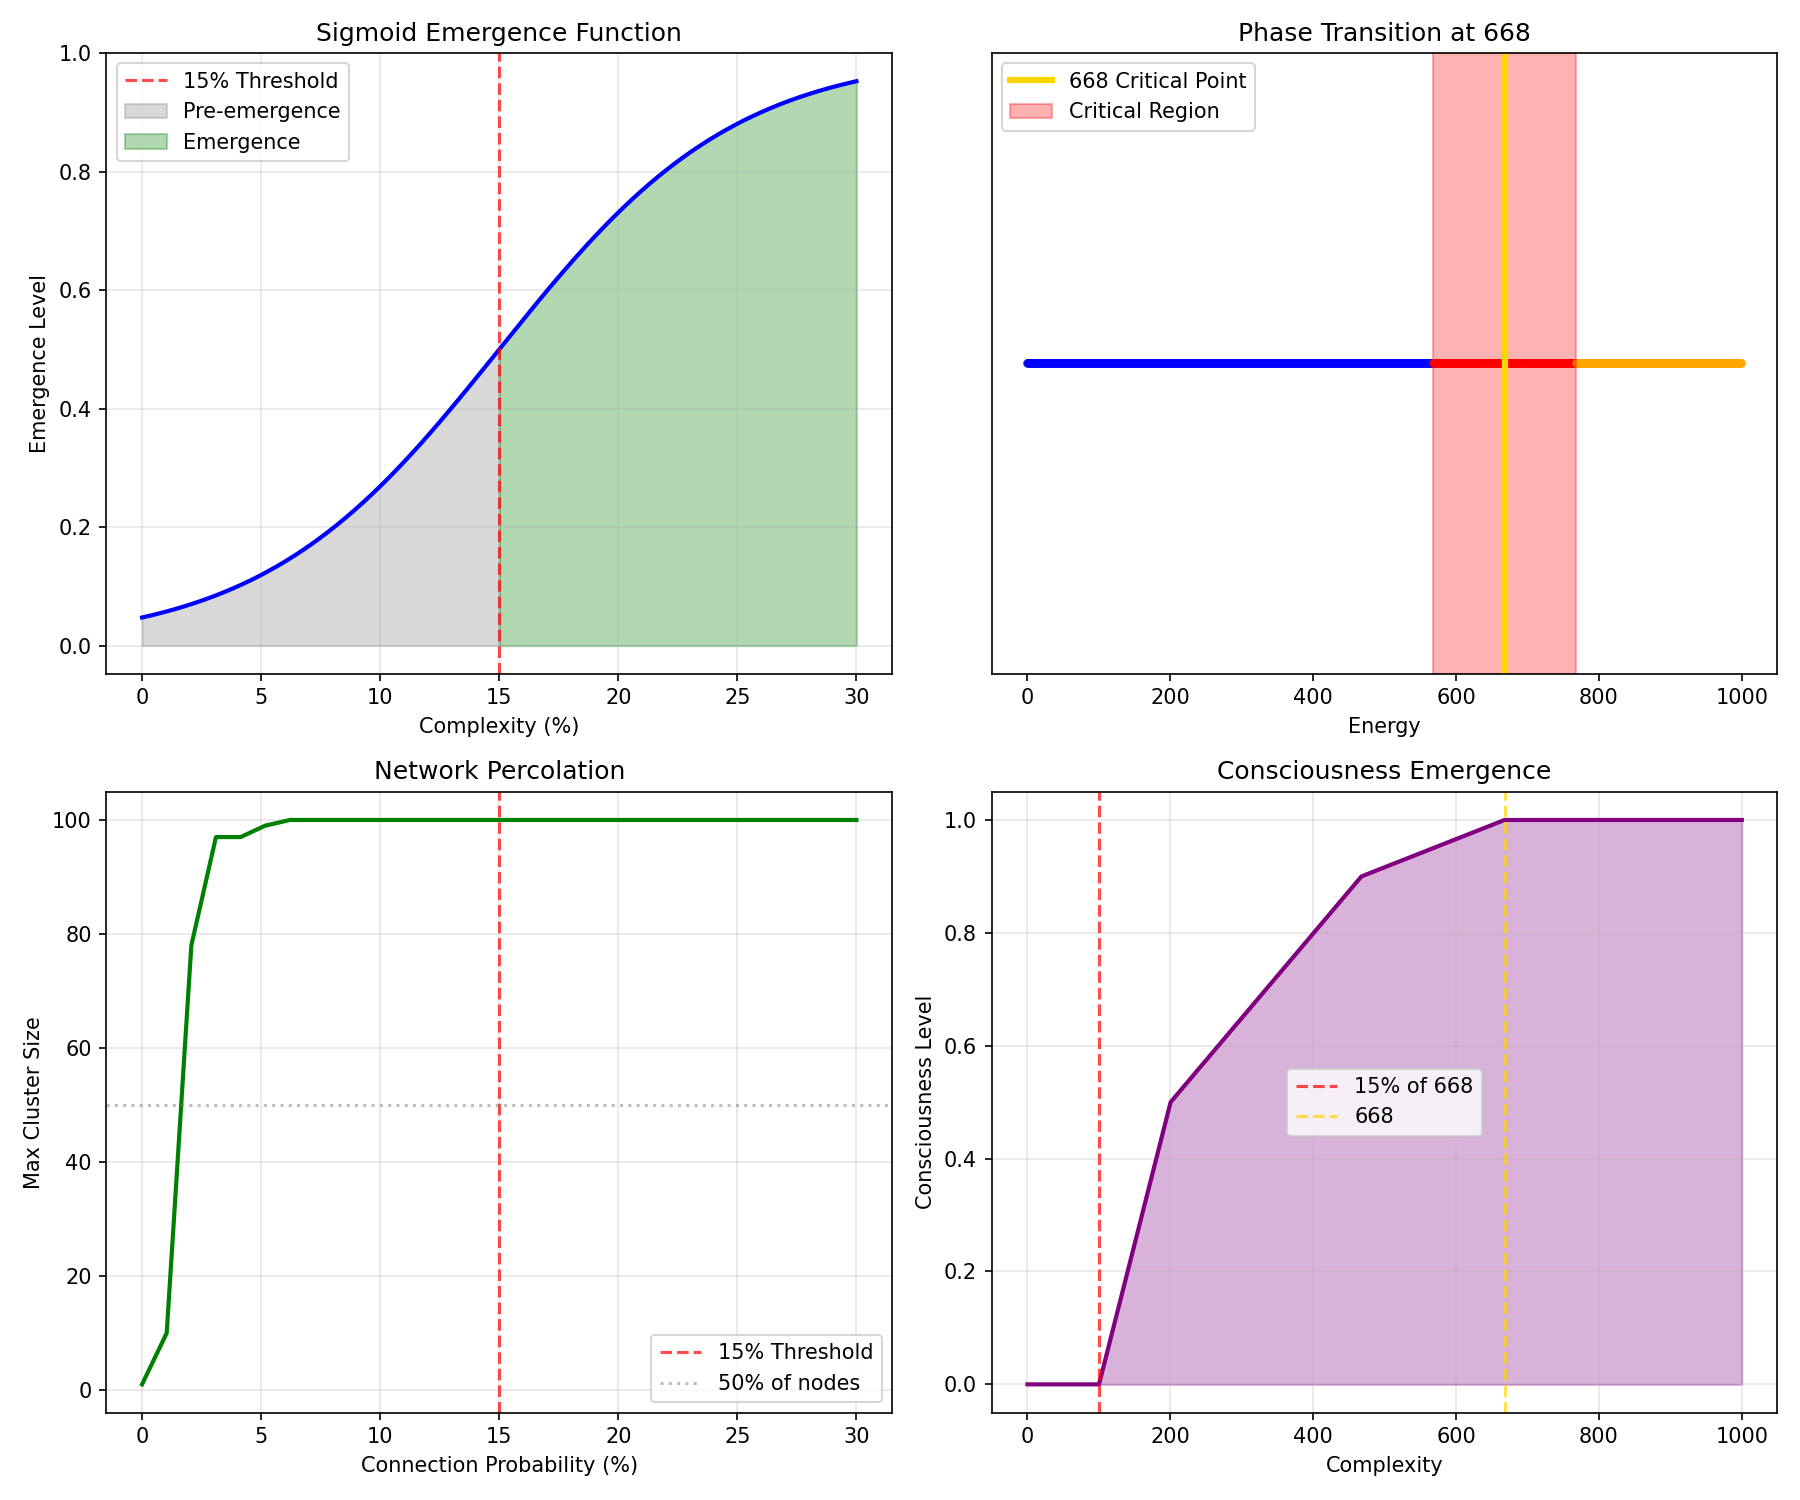 Sigmoid Emergence Function
15% Threshold
Pre-emergence
Emergence
1.0
0.8
0.6
0.4
0.2
0.0
Emergence Level
0 5 10 15 20 25 30
Complexity (%)
Phase Transition at 668
668 Critical Point
Critical Region
0 200 400 600 800 1000
Energy
Network Percolation
100
80
60
40
20
0
Max Cluster Size
15% Threshold
50% of nodes
0 5 10 15 20 25 30
Connection Probability (%)
Consciousness Emergence
1.0
0.8
0.6
0.4
0.2
0.0
Consciousness Level
15% of 668
668
0 200 400 600 800 1000
Complexity